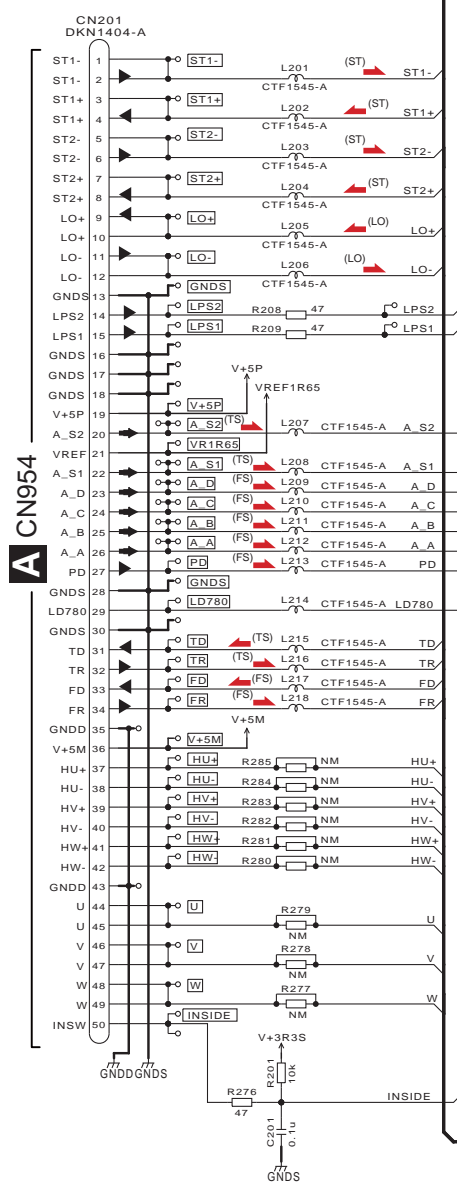 CN201
DKN1404-A
A CN954
ST1- 1 ST1-
ST1- 2 L201 CTF1545-A (ST) ST1-
ST1+ 3 ST1+
ST1+ 4 L202 CTF1545-A (ST) ST1+
ST2- 5 ST2-
ST2- 6 L203 CTF1545-A (ST) ST2-
ST2+ 7 ST2+
ST2+ 8 L204 CTF1545-A (ST) ST2+
LO+ 9 LO+
LO+ 10 L205 CTF1545-A (LO) LO+
LO- 11 LO-
LO- 12 L206 CTF1545-A (LO) LO-
GNDS 13 GNDS
LPS2 14 LPS2 R208 47 LPS2
LPS1 15 LPS1 R209 47 LPS1
GNDS 16
GNDS 17
GNDS 18
V+5P 19 V+5P V+5P
A_S2 20 A_S2 (TS) L207 CTF1545-A A_S2
VREF 21 VR1R65 VREF1R65
A_S1 22 A_S1 (TS) L208 CTF1545-A A_S1
A_D 23 A_D (FS) L209 CTF1545-A A_D
A_C 24 A_C (FS) L210 CTF1545-A A_C
A_B 25 A_B (FS) L211 CTF1545-A A_B
A_A 26 A_A (FS) L212 CTF1545-A A_A
PD 27 PD (FS) L213 CTF1545-A PD
GNDS 28 GNDS
LD780 29 LD780 L214 CTF1545-A LD780
GNDS 30
TD 31 TD (TS) L215 CTF1545-A TD
TR 32 TR (TS) L216 CTF1545-A TR
FD 33 FD (FS) L217 CTF1545-A FD
FR 34 FR (FS) L218 CTF1545-A FR
GNDD 35
V+5M 36 V+5M V+5M
HU+ 37 HU+ R285 NM HU+
HU- 38 HU- R284 NM HU-
HV+ 39 HV+ R283 NM HV+
HV- 40 HV- R282 NM HV-
HW+ 41 HW+ R281 NM HW+
HW- 42 HW- R280 NM HW-
GNDD 43
U 44 U
U 45 R279 NM U
V 46 V
V 47 R278 NM V
W 48 W
W 49 R277 NM W
INSW 50 INSIDE
V+3R3S
R201
10k
GNDD GNDS
R276
47
INSIDE
C201
0.1u
GNDS